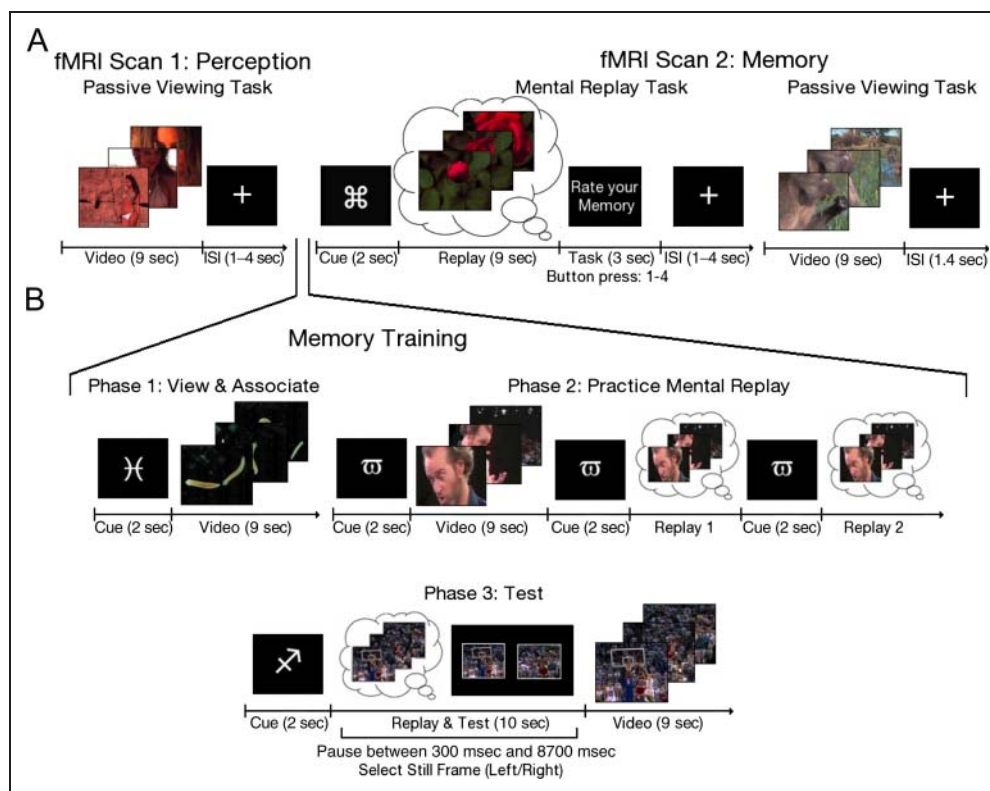 A
fMRI Scan 1: Perception
Passive Viewing Task
+
Video (9 sec)
ISI (1–4 sec)
fMRI Scan 2: Memory
Mental Replay Task
⌘
Rate your
Memory
+
Cue (2 sec)
Replay (9 sec)
Task (3 sec)
Button press: 1-4
ISI (1–4 sec)
Passive Viewing Task
+
Video (9 sec)
ISI (1.4 sec)
B
Memory Training
Phase 1: View & Associate
♓
Cue (2 sec)
Video (9 sec)
Phase 2: Practice Mental Replay
ϖ
ϖ
ϖ
Cue (2 sec)
Video (9 sec)
Cue (2 sec)
Replay 1
Cue (2 sec)
Replay 2
Phase 3: Test
♐
Cue (2 sec)
Replay & Test (10 sec)
Video (9 sec)
Pause between 300 msec and 8700 msec
Select Still Frame (Left/Right)